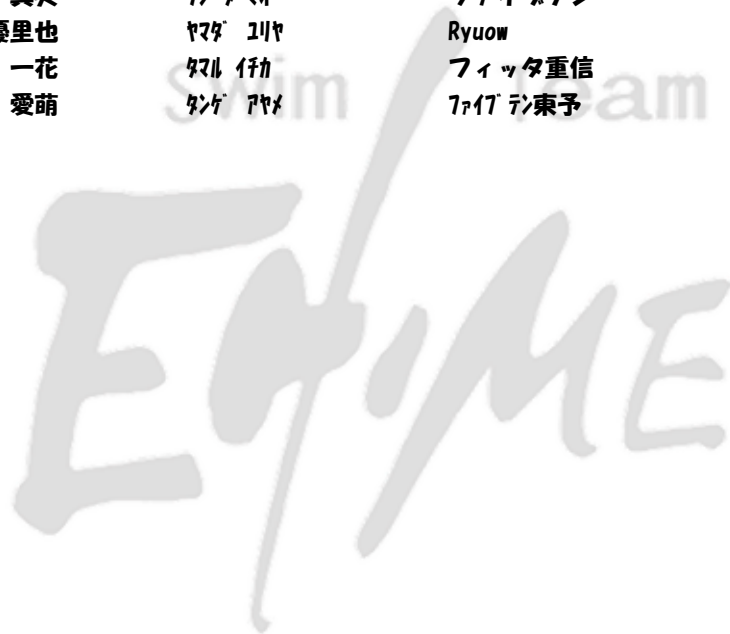 優里也 ﾔﾏﾀﾞ ﾕﾘﾔ Ryuow
一花 ﾀﾏﾙ ｲﾁｶ フィッタ重信
愛萌 ﾀﾝｹﾞ ｱﾔﾒ ﾌｧｲﾌﾞﾃﾝ東予
Swim Team
EHIME